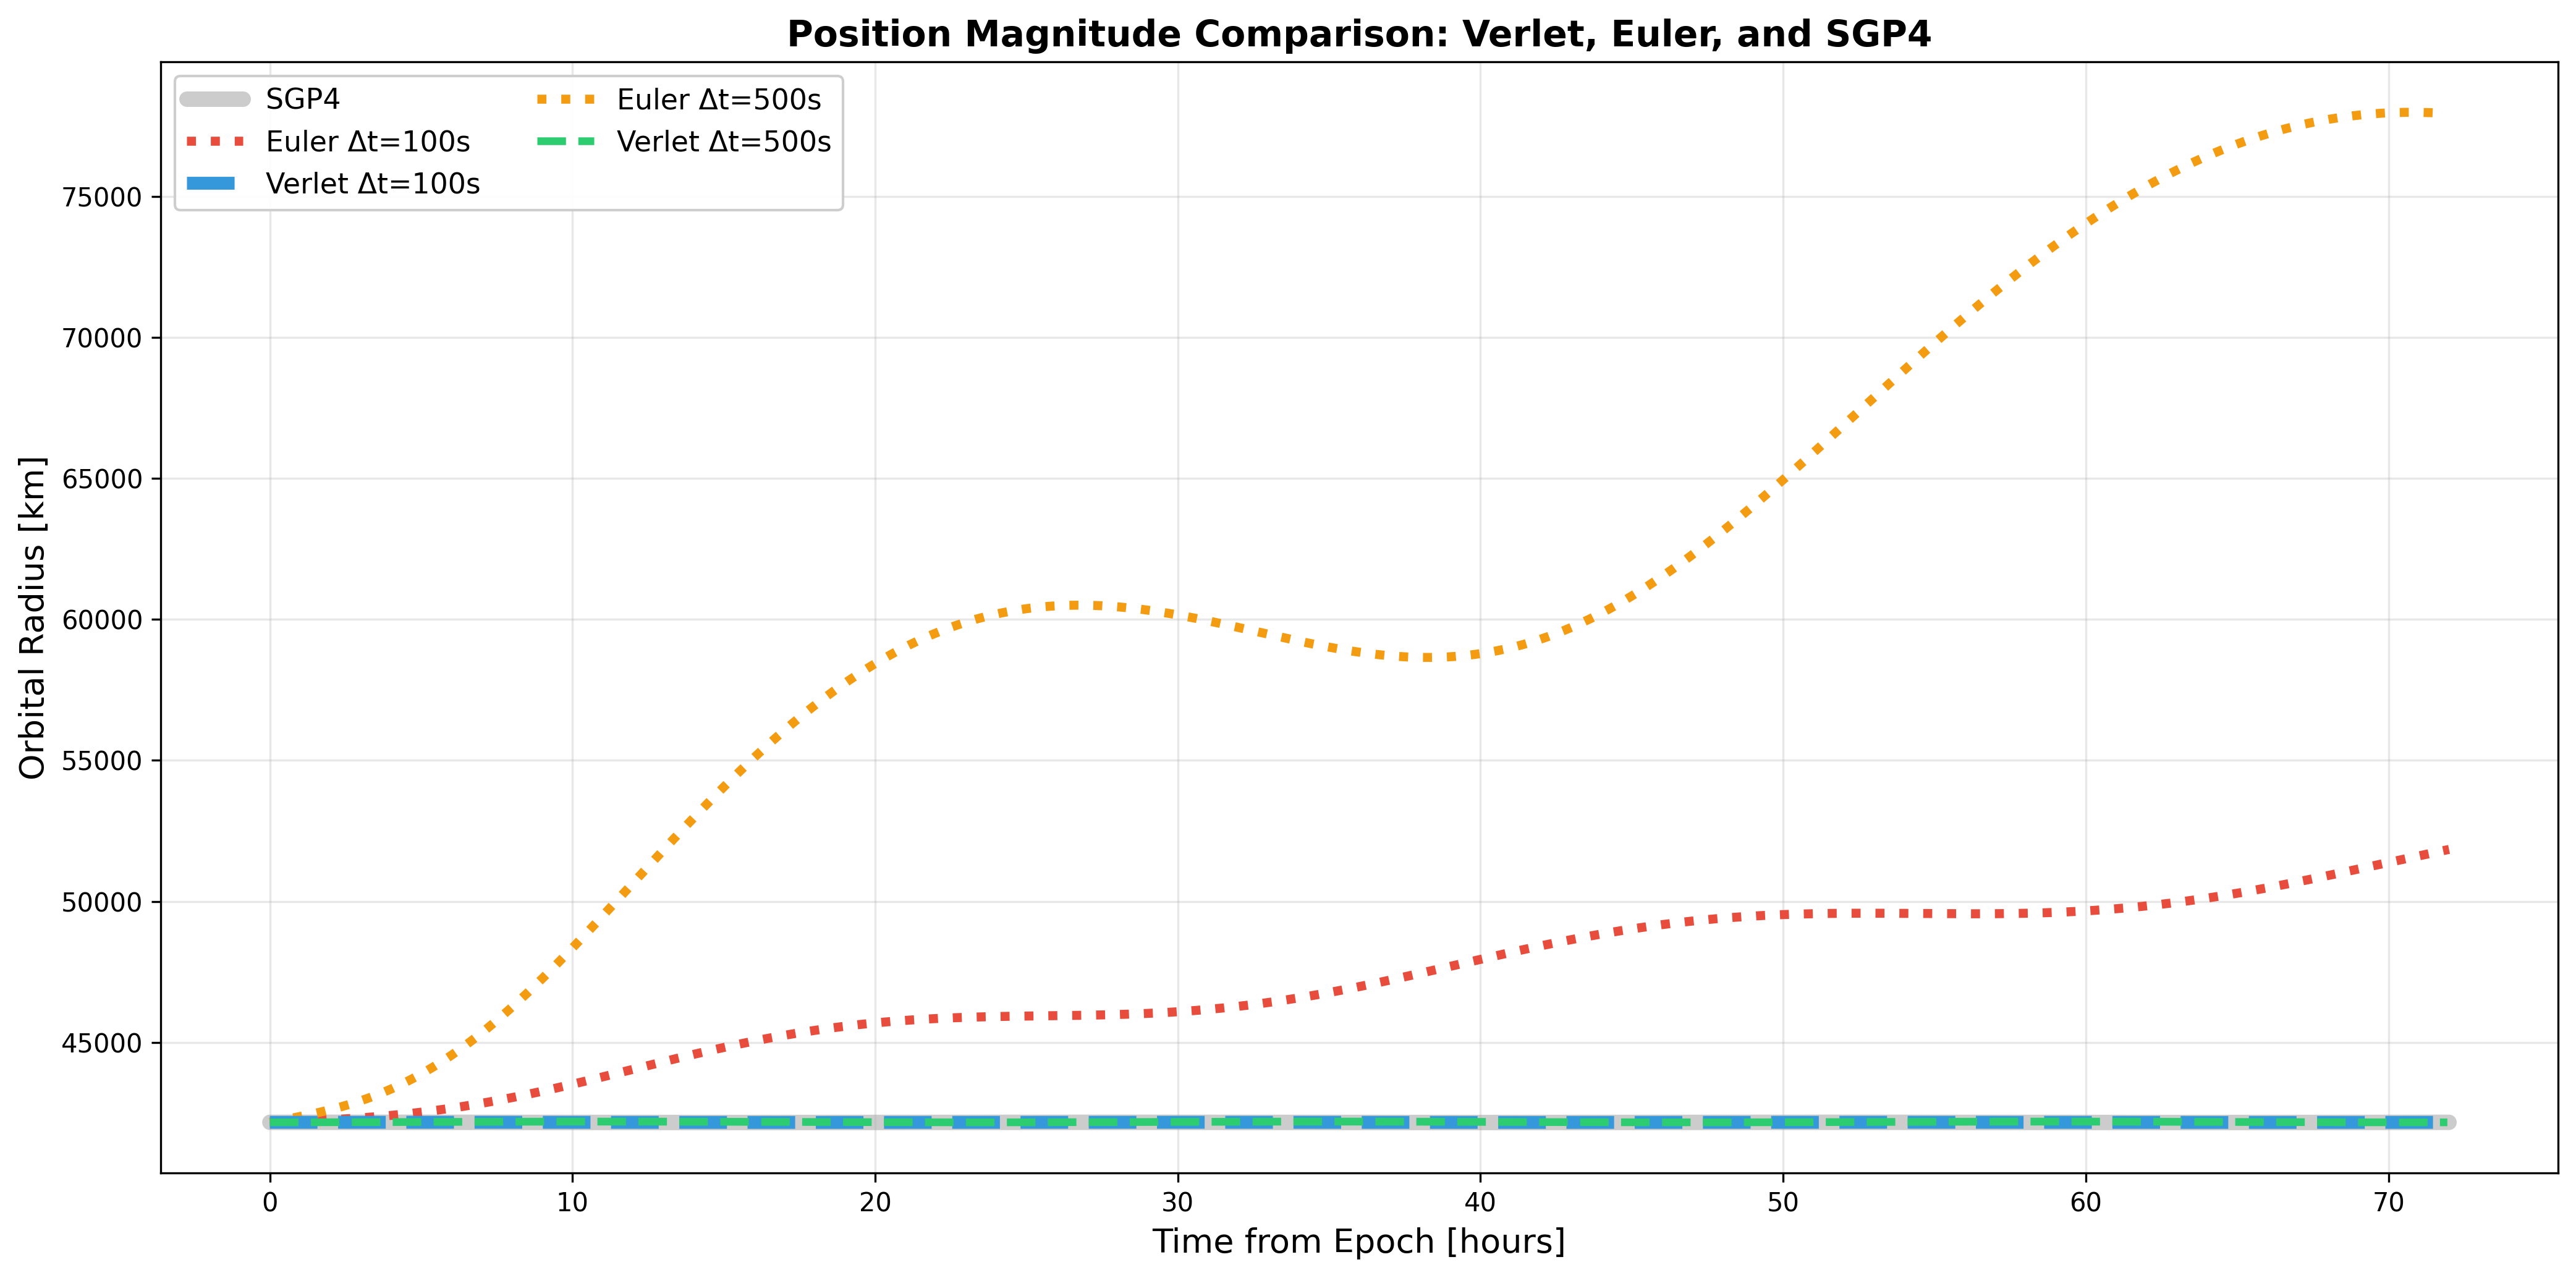 Position Magnitude Comparison: Verlet, Euler, and SGP4
SGP4
Euler Δt=100s
Verlet Δt=100s
Euler Δt=500s
Verlet Δt=500s
Orbital Radius [km]
75000
70000
65000
60000
55000
50000
45000
0 10 20 30 40 50 60 70
Time from Epoch [hours]